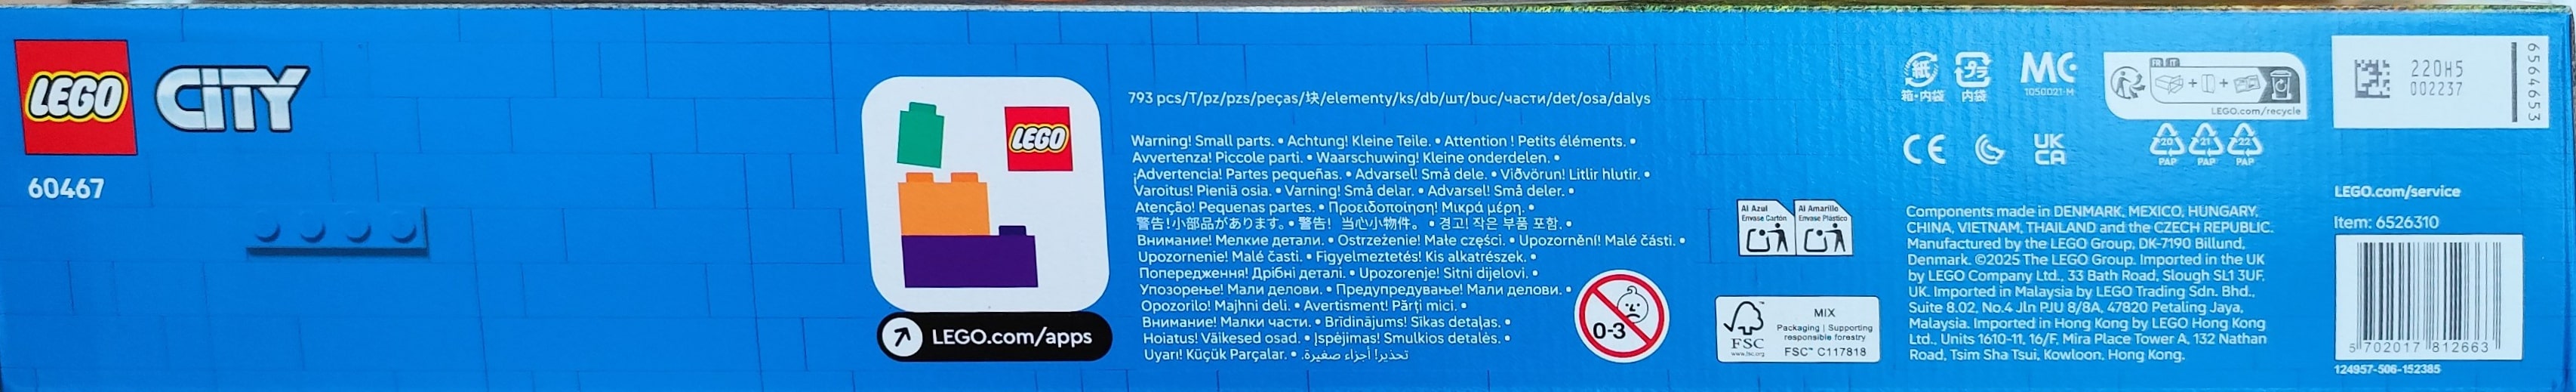 LEGO
CITY
60467
LEGO
LEGO.com/apps
793 pcs/T/pz/pzs/peças/块/elementy/ks/db/шт/buc/части/det/osa/dalys
Warning! Small parts. • Achtung! Kleine Teile. • Attention ! Petits éléments. •
Avvertenza! Piccole parti. • Waarschuwing! Kleine onderdelen. •
¡Advertencia! Partes pequeñas. • Advarsel! Små dele. • Viðvörun! Litlir hlutir. •
Varoitus! Pieniä osia. • Varning! Små delar. • Advarsel! Små deler. •
Atenção! Pequenas partes. • Προειδοποίηση! Μικρά μέρη. •
警告!小部品があります。• 警告! 当心小物件。 • 경고! 작은 부품 포함. •
Внимание! Мелкие детали. • Ostrzeżenie! Małe części. • Upozornění! Malé části. •
Upozornenie! Malé časti. • Figyelmeztetés! Kis alkatrészek. •
Попередження! Дрібні деталі. • Upozorenje! Sitni dijelovi. •
Упозорење! Мали делови. • Предупредување! Мали делови. •
Opozorilo! Majhni deli. • Avertisment! Părți mici. •
Внимание! Малки части. • Brīdinājums! Sīkas detaļas. •
Hoiatus! Väikesed osad. • Įspėjimas! Smulkios detalės. •
Uyarı! Küçük Parçalar. • تحذير! أجزاء صغيرة.
0-3
Al Azul
Envase Cartón
Al Amarillo
Envase Plástico
FSC
www.fsc.org
MIX
Packaging | Supporting
responsible forestry
FSC™ C117818
紙
箱・内袋
プラ
内袋
MC
1050021-M
FR IT
LEGO.com/recycle
CE
UK
CA
20
PAP
21
PAP
22
PAP
Components made in DENMARK, MEXICO, HUNGARY,
CHINA, VIETNAM, THAILAND and the CZECH REPUBLIC.
Manufactured by the LEGO Group, DK-7190 Billund,
Denmark. ©2025 The LEGO Group. Imported in the UK
by LEGO Company Ltd., 33 Bath Road, Slough SL1 3UF,
UK. Imported in Malaysia by LEGO Trading Sdn. Bhd.,
Suite 8.02, No.4 Jln PJU 8/8A, 47820 Petaling Jaya,
Malaysia. Imported in Hong Kong by LEGO Hong Kong
Ltd., Units 1610-11, 16/F, Mira Place Tower A, 132 Nathan
Road, Tsim Sha Tsui, Kowloon, Hong Kong.
220H5
002237
6564653
LEGO.com/service
Item: 6526310
5 702017 812663
124957-506-152385